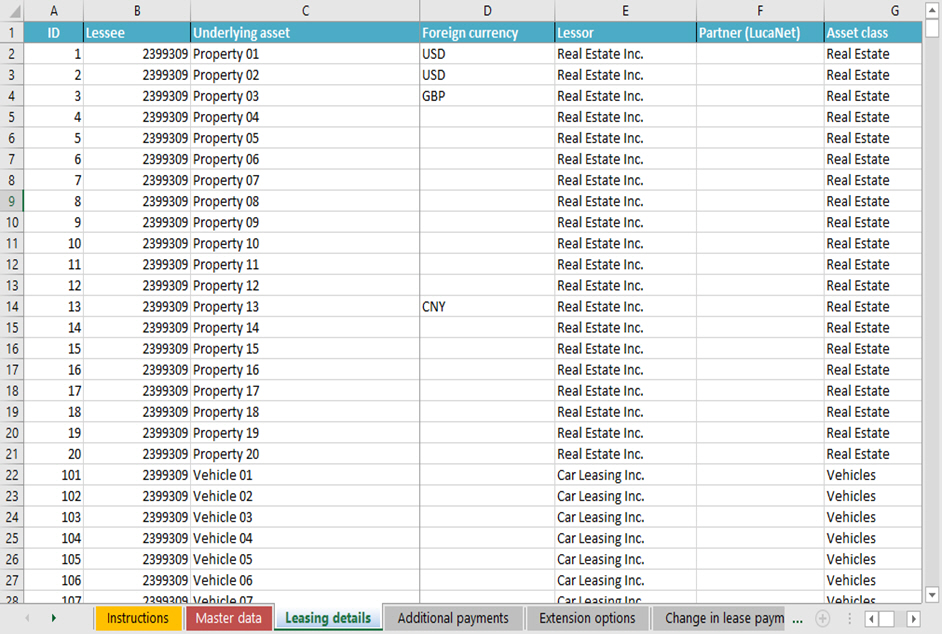 A B C D E F G
1 ID Lessee Underlying asset Foreign currency Lessor Partner (LucaNet) Asset class
2 1 2399309 Property 01 USD Real Estate Inc. Real Estate
3 2 2399309 Property 02 USD Real Estate Inc. Real Estate
4 3 2399309 Property 03 GBP Real Estate Inc. Real Estate
5 4 2399309 Property 04 Real Estate Inc. Real Estate
6 5 2399309 Property 05 Real Estate Inc. Real Estate
7 6 2399309 Property 06 Real Estate Inc. Real Estate
8 7 2399309 Property 07 Real Estate Inc. Real Estate
9 8 2399309 Property 08 Real Estate Inc. Real Estate
10 9 2399309 Property 09 Real Estate Inc. Real Estate
11 10 2399309 Property 10 Real Estate Inc. Real Estate
12 11 2399309 Property 11 Real Estate Inc. Real Estate
13 12 2399309 Property 12 Real Estate Inc. Real Estate
14 13 2399309 Property 13 CNY Real Estate Inc. Real Estate
15 14 2399309 Property 14 Real Estate Inc. Real Estate
16 15 2399309 Property 15 Real Estate Inc. Real Estate
17 16 2399309 Property 16 Real Estate Inc. Real Estate
18 17 2399309 Property 17 Real Estate Inc. Real Estate
19 18 2399309 Property 18 Real Estate Inc. Real Estate
20 19 2399309 Property 19 Real Estate Inc. Real Estate
21 20 2399309 Property 20 Real Estate Inc. Real Estate
22 101 2399309 Vehicle 01 Car Leasing Inc. Vehicles
23 102 2399309 Vehicle 02 Car Leasing Inc. Vehicles
24 103 2399309 Vehicle 03 Car Leasing Inc. Vehicles
25 104 2399309 Vehicle 04 Car Leasing Inc. Vehicles
26 105 2399309 Vehicle 05 Car Leasing Inc. Vehicles
27 106 2399309 Vehicle 06 Car Leasing Inc. Vehicles
28 107 2399309 Vehicle 07 Car Leasing Inc. Vehicles
Instructions Master data Leasing details Additional payments Extension options Change in lease paym ...